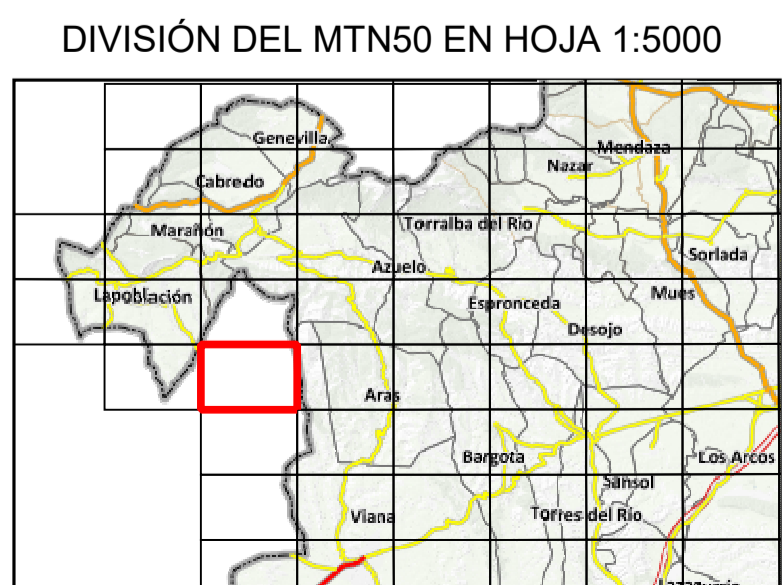 DIVISIÓN DEL MTN50 EN HOJA 1:5000
Genevilla
Mendaza
Nazar
Cabredo
Torralba del Río
Marañón
Sorlada
Azuelo
Lapoblación
Mues
Espronceda
Desojo
Aras
Bargota
Los Arcos
Sansol
Viana
Torres del Río